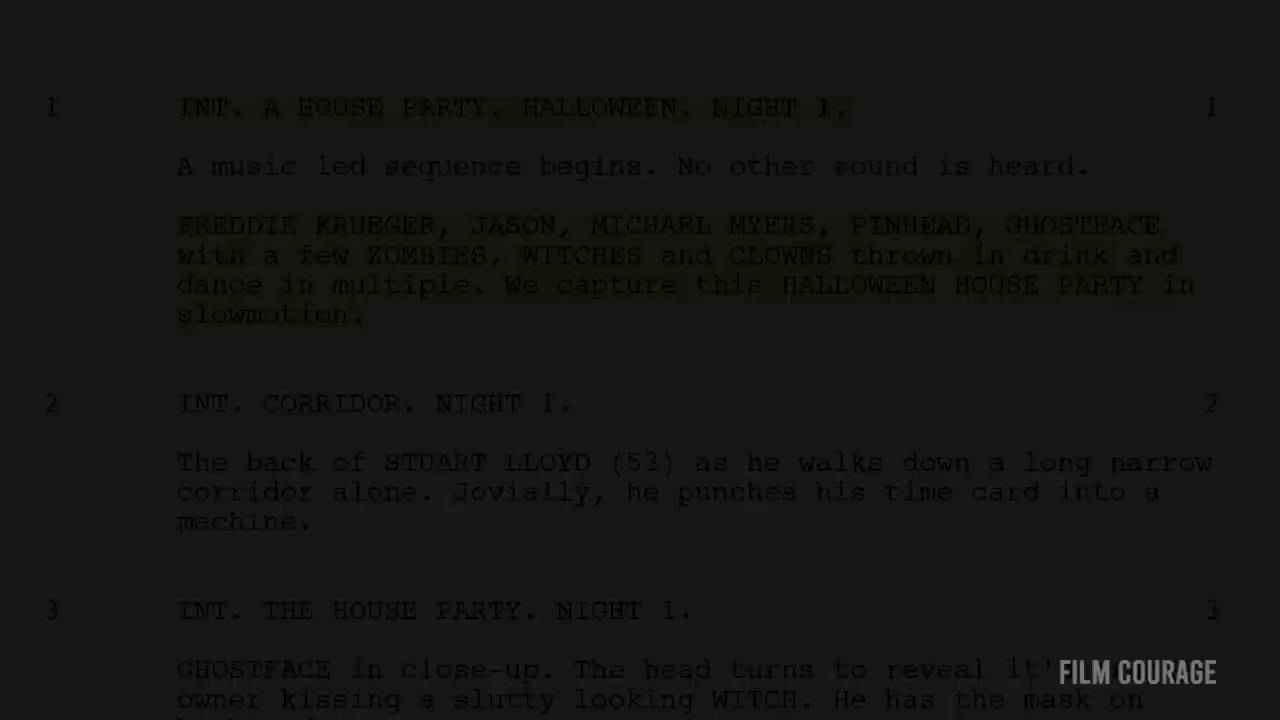 1 INT. A HOUSE PARTY. HALLOWEEN. NIGHT 1. 1
A music led sequence begins. No other sound is heard.
FREDDIE KRUEGER, JASON, MICHAEL MYERS, PINHEAD, GHOSTFACE
with a few ZOMBIES, WITCHES and CLOWNS thrown in drink and
dance in multiple. We capture this HALLOWEEN HOUSE PARTY in
slowmotion.
2 INT. CORRIDOR. NIGHT 1. 2
The back of STUART LLOYD (53) as he walks down a long narrow
corridor alone. Jovially, he punches his time card into a
machine.
3 INT. THE HOUSE PARTY. NIGHT 1. 3
GHOSTFACE in close-up. The head turns to reveal it'
owner kissing a slutty looking WITCH. He has the mask on
FILM COURAGE